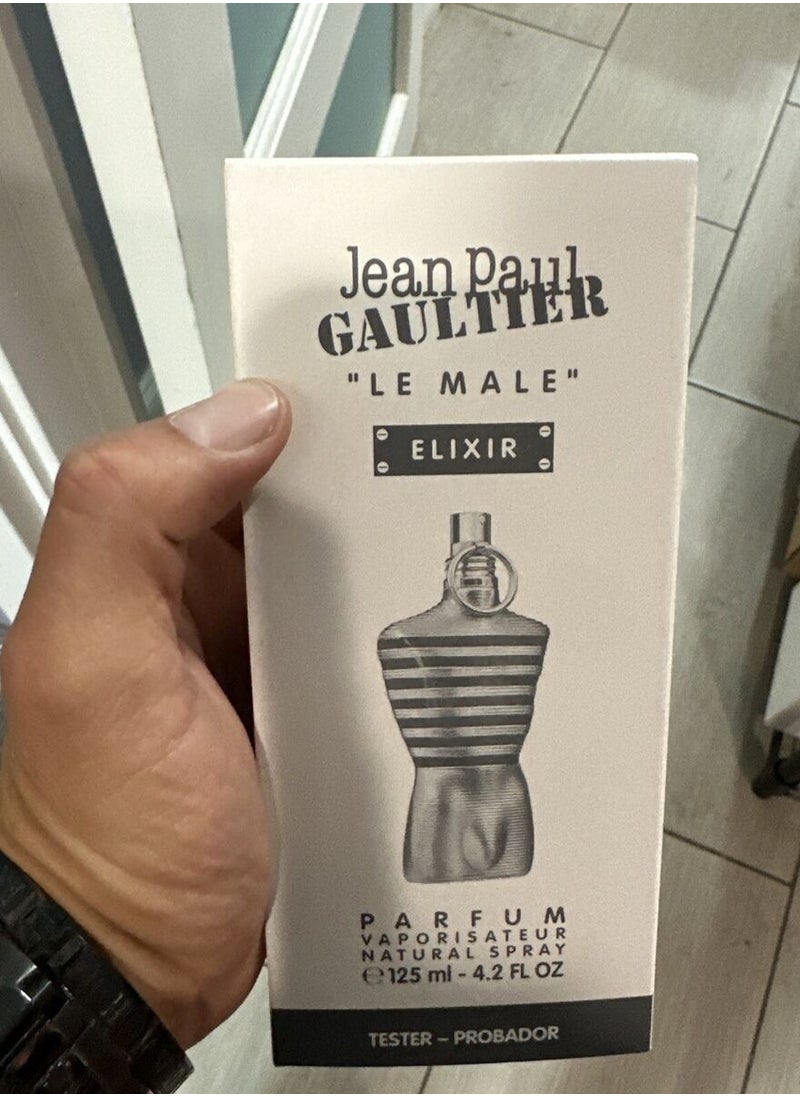 Jean Paul
GAULTIER
"LE MALE"
ELIXIR
PARFUM
VAPORISATEUR
NATURAL SPRAY
℮125 ml - 4.2 FL OZ
TESTER – PROBADOR